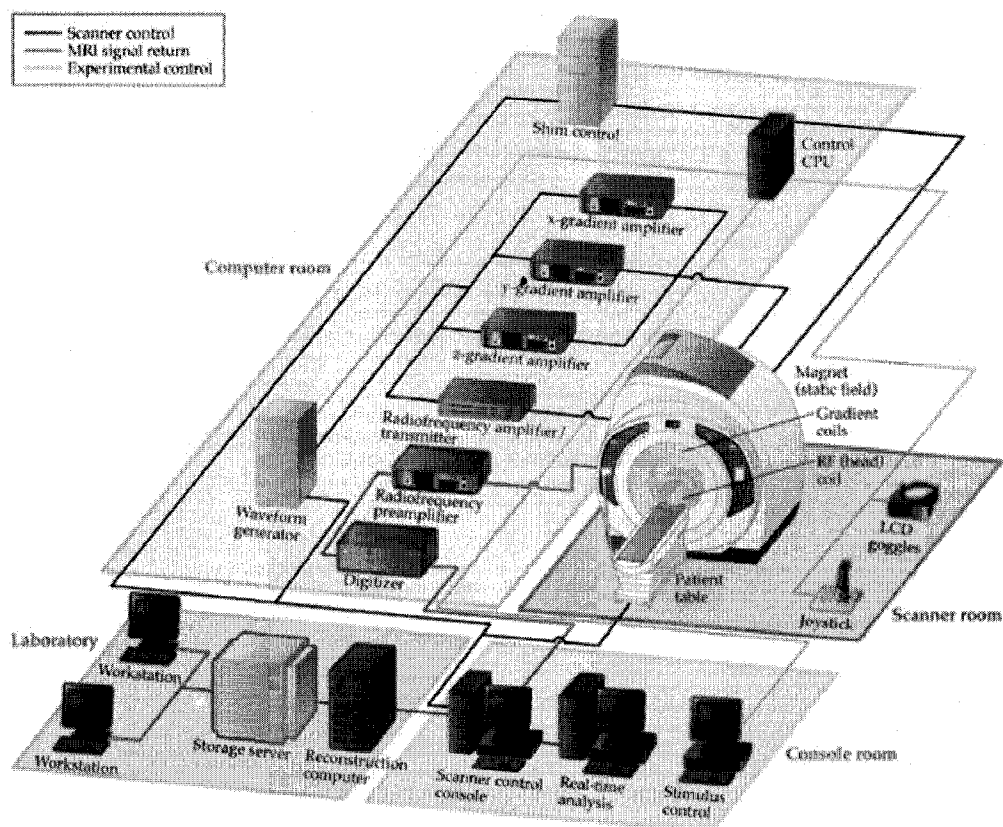 Scanner control
MRI signal return
Experimental control
Shim control
Control
CPU
x-gradient amplifier
Computer room
y-gradient amplifier
z-gradient amplifier
Magnet
(static field)
Gradient
coils
Radiofrequency amplifier/
transmitter
RF (head)
coil
Radiofrequency
preamplifier
Waveform
generator
LCD
goggles
Digitizer
Patient
table
Joystick
Scanner room
Laboratory
Workstation
Workstation
Storage server
Reconstruction
computer
Scanner control
console
Real-time
analysis
Stimulus
control
Console room